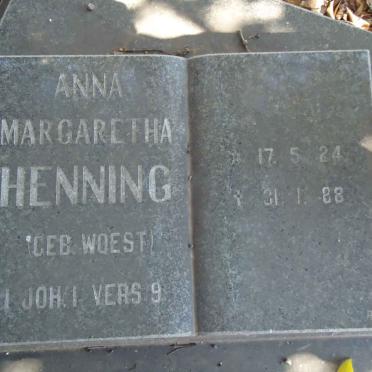 ANNA
MARGARETHA
HENNING
(GEB. WOEST)
1 JOH. 1 VERS 9
* 17. 5. 24
† 31. 1. 88